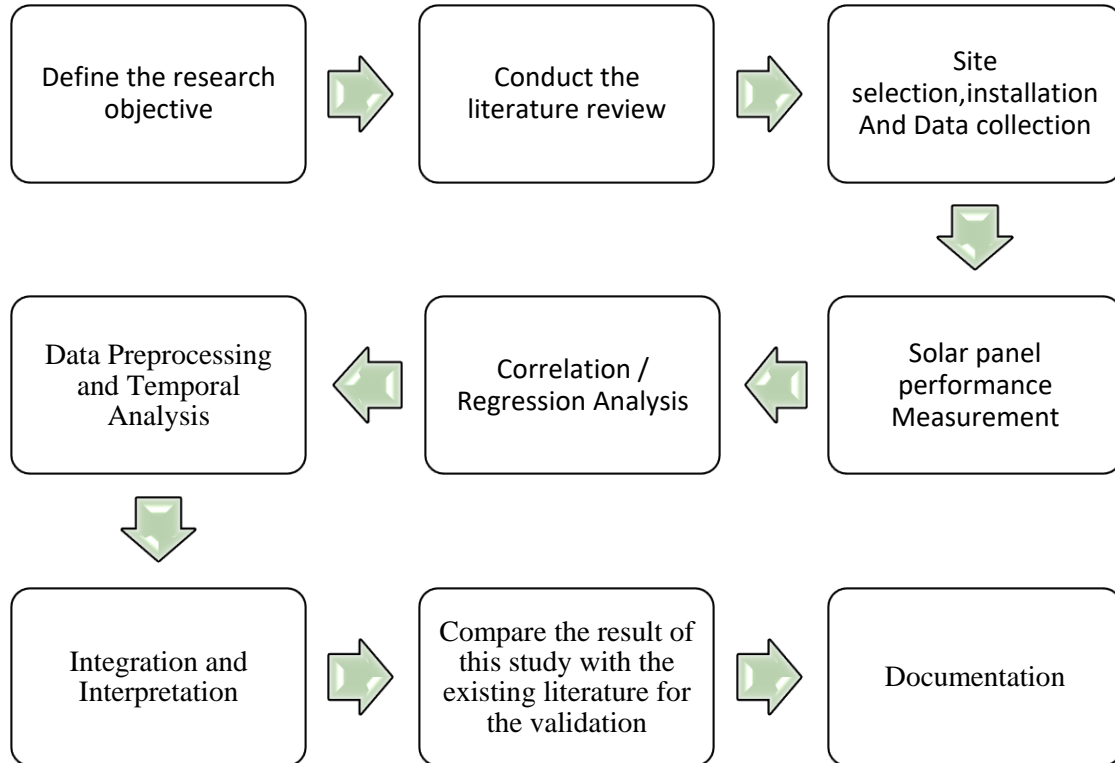 Define the research
objective
Conduct the
literature review
Site
selection,installation
And Data collection
Solar panel
performance
Measurement
Correlation /
Regression Analysis
Data Preprocessing
and Temporal
Analysis
Integration and
Interpretation
Compare the result of
this study with the
existing literature for
the validation
Documentation